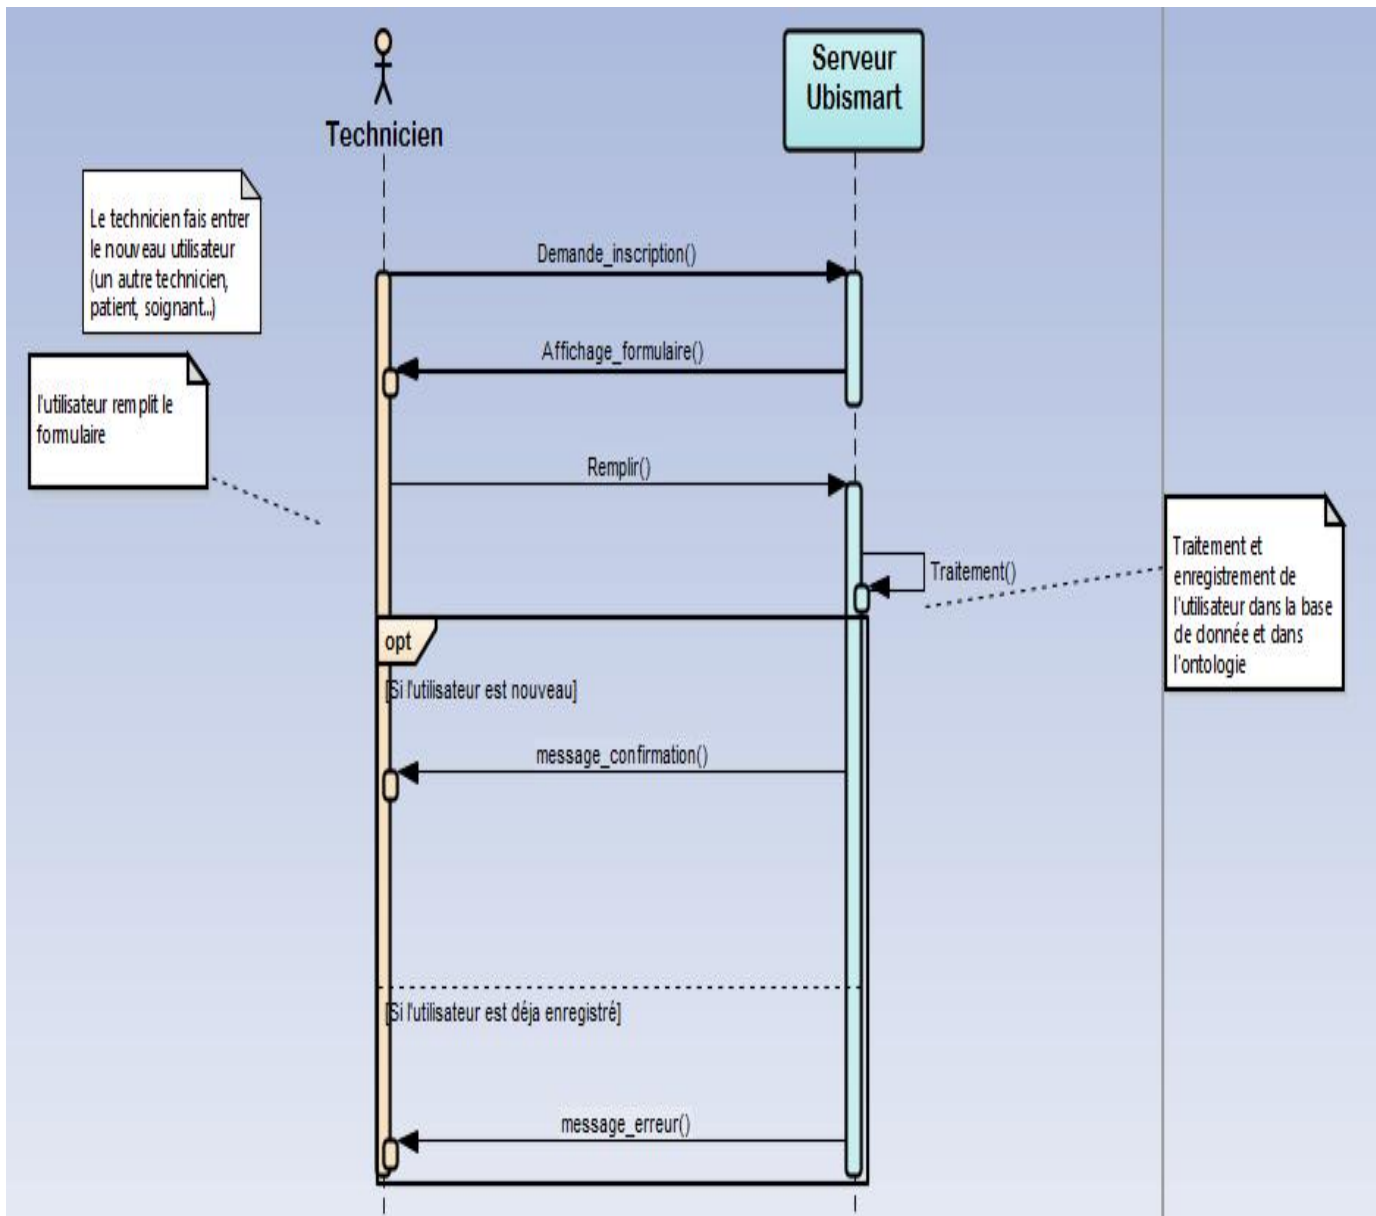 Technicien
Serveur
Ubismart
Le technicien fais entrer
le nouveau utilisateur
(un autre technicien,
patient, soignant...)
Demande_inscription()
Affichage_formulaire()
l'utilisateur remplit le
formulaire
Remplir()
Traitement()
Traitement et
enregistrement de
l'utilisateur dans la base
de donnée et dans
l'ontologie
opt
[Si l'utilisateur est nouveau]
message_confirmation()
[Si l'utilisateur est déja enregistré]
message_erreur()